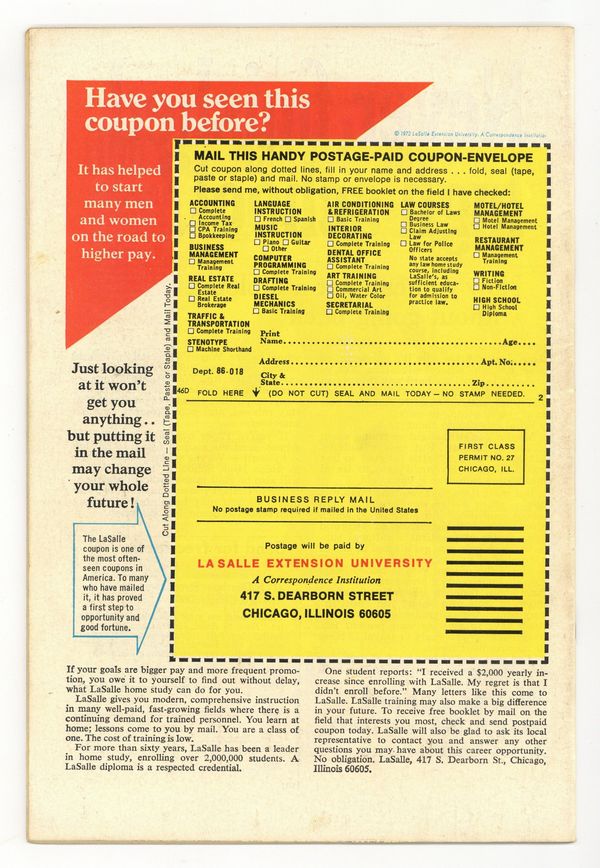 Have you seen this
coupon before?
© 1973 LaSalle Extension University. A Correspondence Institution
It has helped
to start
many men
and women
on the road to
higher pay.
MAIL THIS HANDY POSTAGE-PAID COUPON-ENVELOPE
Cut coupon along dotted lines, fill in your name and address . . . fold, seal (tape,
paste or staple) and mail. No stamp or envelope is necessary.
Please send me, without obligation, FREE booklet on the field I have checked:
ACCOUNTING
Complete
Accounting
Income Tax
CPA Training
Bookkeeping
BUSINESS
MANAGEMENT
Management
Training
REAL ESTATE
Complete Real
Estate
Real Estate
Brokerage
TRAFFIC &
TRANSPORTATION
Complete Training
STENOTYPE
Machine Shorthand
LANGUAGE
INSTRUCTION
French Spanish
MUSIC
INSTRUCTION
Piano Guitar
Other
COMPUTER
PROGRAMMING
Complete Training
DRAFTING
Complete Training
DIESEL
MECHANICS
Basic Training
AIR CONDITIONING
& REFRIGERATION
Basic Training
INTERIOR
DECORATING
Complete Training
DENTAL OFFICE
ASSISTANT
Complete Training
ART TRAINING
Complete Training
Commercial Art
Oil, Water Color
SECRETARIAL
Complete Training
LAW COURSES
Bachelor of Laws
Degree
Business Law
Claim Adjusting
Law
Law for Police
Officers
No state accepts
any law home study
course, including
LaSalle's, as
sufficient educa-
tion to qualify
for admission to
practice law.
MOTEL/HOTEL
MANAGEMENT
Motel Management
Hotel Management
RESTAURANT
MANAGEMENT
Management
Training
WRITING
Fiction
Non-Fiction
HIGH SCHOOL
High School
Diploma
Print
Name Age
Address Apt. No.
Dept. 86-018
City &
State Zip
46D FOLD HERE (DO NOT CUT) SEAL AND MAIL TODAY — NO STAMP NEEDED. 2
Cut Along Dotted Line — Seal (Tape, Paste or Staple) and Mail Today.
Just looking
at it won't
get you
anything . .
but putting it
in the mail
may change
your whole
future!
The LaSalle
coupon is one of
the most often-
seen coupons in
America. To many
who have mailed
it, it has proved
a first step to
opportunity and
good fortune.
FIRST CLASS
PERMIT NO. 27
CHICAGO, ILL.
BUSINESS REPLY MAIL
No postage stamp required if mailed in the United States
Postage will be paid by
LA SALLE EXTENSION UNIVERSITY
A Correspondence Institution
417 S. DEARBORN STREET
CHICAGO, ILLINOIS 60605
If your goals are bigger pay and more frequent promo-
tion, you owe it to yourself to find out without delay,
what LaSalle home study can do for you.
LaSalle gives you modern, comprehensive instruction
in many well-paid, fast-growing fields where there is a
continuing demand for trained personnel. You learn at
home; lessons come to you by mail. You are a class of
one. The cost of training is low.
For more than sixty years, LaSalle has been a leader
in home study, enrolling over 2,000,000 students. A
LaSalle diploma is a respected credential.
One student reports: "I received a $2,000 yearly in-
crease since enrolling with LaSalle. My regret is that I
didn't enroll before." Many letters like this come to
LaSalle. LaSalle training may also make a big difference
in your future. To receive free booklet by mail on the
field that interests you most, check and send postpaid
coupon today. LaSalle will also be glad to ask its local
representative to contact you and answer any other
questions you may have about this career opportunity.
No obligation. LaSalle, 417 S. Dearborn St., Chicago,
Illinois 60605.